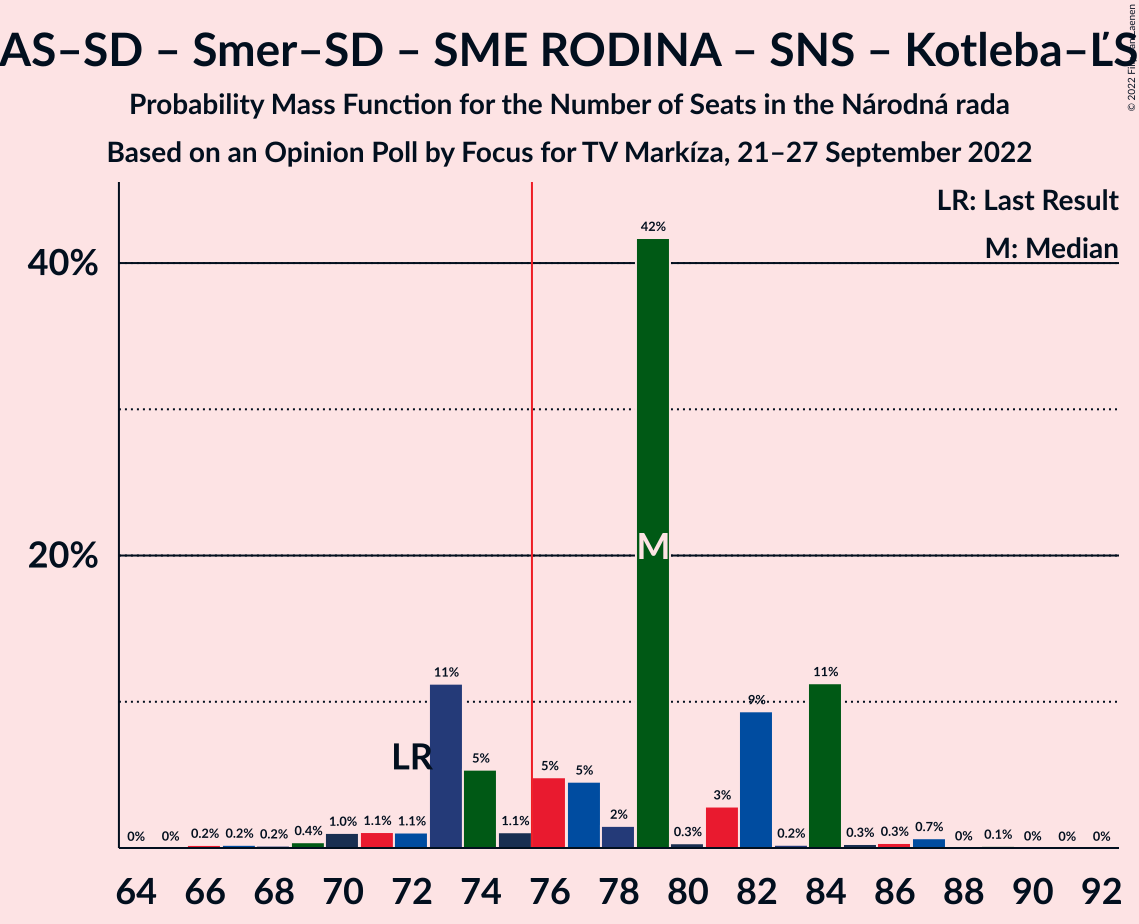 AS–SD – Smer–SD – SME RODINA – SNS – Kotleba–ĽS
Probability Mass Function for the Number of Seats in the Národná rada
Based on an Opinion Poll by Focus for TV Markíza, 21–27 September 2022
© 2022
LR: Last Result
M: Median
40%
20%
42%
M
LR
0% 0% 0.2% 0.2% 0.2% 0.4% 1.0% 1.1% 1.1% 11% 5% 1.1% 5% 5% 2% 0.3% 3% 9% 0.2% 11% 0.3% 0.3% 0.7% 0% 0.1% 0% 0% 0%
64 66 68 70 72 74 76 78 80 82 84 86 88 90 92